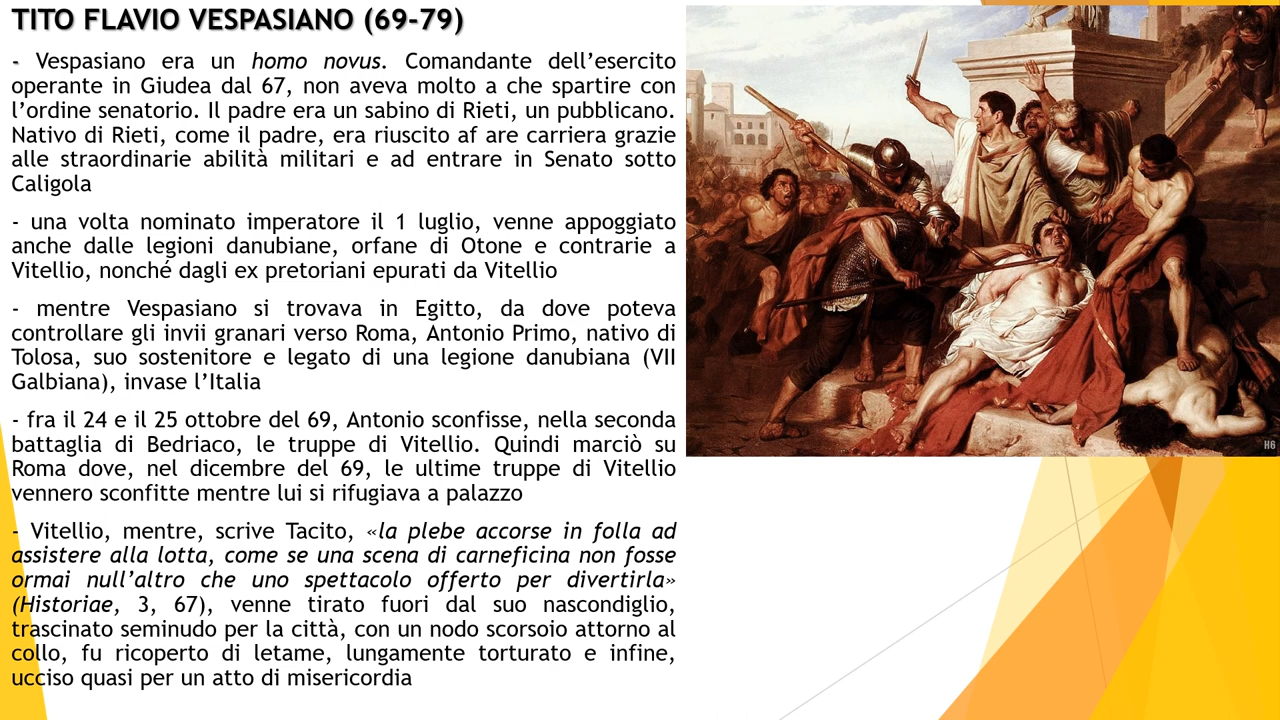 TITO FLAVIO VESPASIANO (69-79)
- Vespasiano era un homo novus. Comandante dell’esercito
operante in Giudea dal 67, non aveva molto a che spartire con
l’ordine senatorio. Il padre era un sabino di Rieti, un pubblicano.
Nativo di Rieti, come il padre, era riuscito af are carriera grazie
alle straordinarie abilità militari e ad entrare in Senato sotto
Caligola
- una volta nominato imperatore il 1 luglio, venne appoggiato
anche dalle legioni danubiane, orfane di Otone e contrarie a
Vitellio, nonché dagli ex pretoriani epurati da Vitellio
- mentre Vespasiano si trovava in Egitto, da dove poteva
controllare gli invii granari verso Roma, Antonio Primo, nativo di
Tolosa, suo sostenitore e legato di una legione danubiana (VII
Galbiana), invase l’Italia
- fra il 24 e il 25 ottobre del 69, Antonio sconfisse, nella seconda
battaglia di Bedriaco, le truppe di Vitellio. Quindi marciò su
Roma dove, nel dicembre del 69, le ultime truppe di Vitellio
vennero sconfitte mentre lui si rifugiava a palazzo
- Vitellio, mentre, scrive Tacito, «la plebe accorse in folla ad
assistere alla lotta, come se una scena di carneficina non fosse
ormai null’altro che uno spettacolo offerto per divertirla»
(Historiae, 3, 67), venne tirato fuori dal suo nascondiglio,
trascinato seminudo per la città, con un nodo scorsoio attorno al
collo, fu ricoperto di letame, lungamente torturato e infine,
ucciso quasi per un atto di misericordia
H6